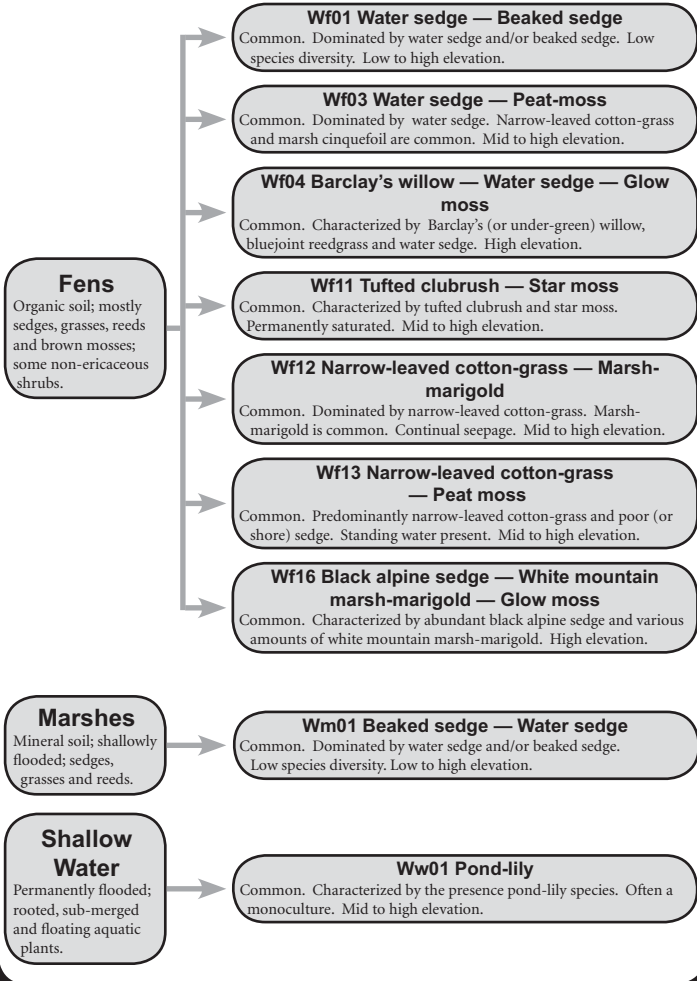 Wf01 Water sedge — Beaked sedge
Common.  Dominated by water sedge and/or beaked sedge.  Low
species diversity.  Low to high elevation.
Wf03 Water sedge — Peat-moss
Common.  Dominated by  water sedge.  Narrow-leaved cotton-grass
and marsh cinquefoil are common.  Mid to high elevation.
Wf04 Barclay’s willow — Water sedge — Glow
moss
Common.  Characterized by  Barclay’s (or under-green) willow,
bluejoint reedgrass and water sedge.  High elevation.
Fens
Organic soil; mostly
sedges, grasses, reeds
and brown mosses;
some non-ericaceous
shrubs.
Wf11 Tufted clubrush — Star moss
Common.  Characterized by tufted clubrush and star moss.
Permanently saturated.  Mid to high elevation.
Wf12 Narrow-leaved cotton-grass — Marsh-
marigold
Common.  Dominated by narrow-leaved cotton-grass.  Marsh-
marigold is common.  Continual seepage.  Mid to high elevation.
Wf13 Narrow-leaved cotton-grass
— Peat moss
Common.  Predominantly narrow-leaved cotton-grass and poor (or
shore) sedge.  Standing water present.  Mid to high elevation.
Wf16 Black alpine sedge — White mountain
marsh-marigold — Glow moss
Common.  Characterized by abundant black alpine sedge and various
amounts of white mountain marsh-marigold.  High elevation.
Marshes
Mineral soil; shallowly
flooded; sedges,
grasses and reeds.
Wm01 Beaked sedge — Water sedge
Common.  Dominated by water sedge and/or beaked sedge.
Low species diversity. Low to high elevation.
Shallow
Water
Permanently flooded;
rooted, sub-merged
and floating aquatic
plants.
Ww01 Pond-lily
Common.  Characterized by the presence pond-lily species.  Often a
monoculture.  Mid to high elevation.